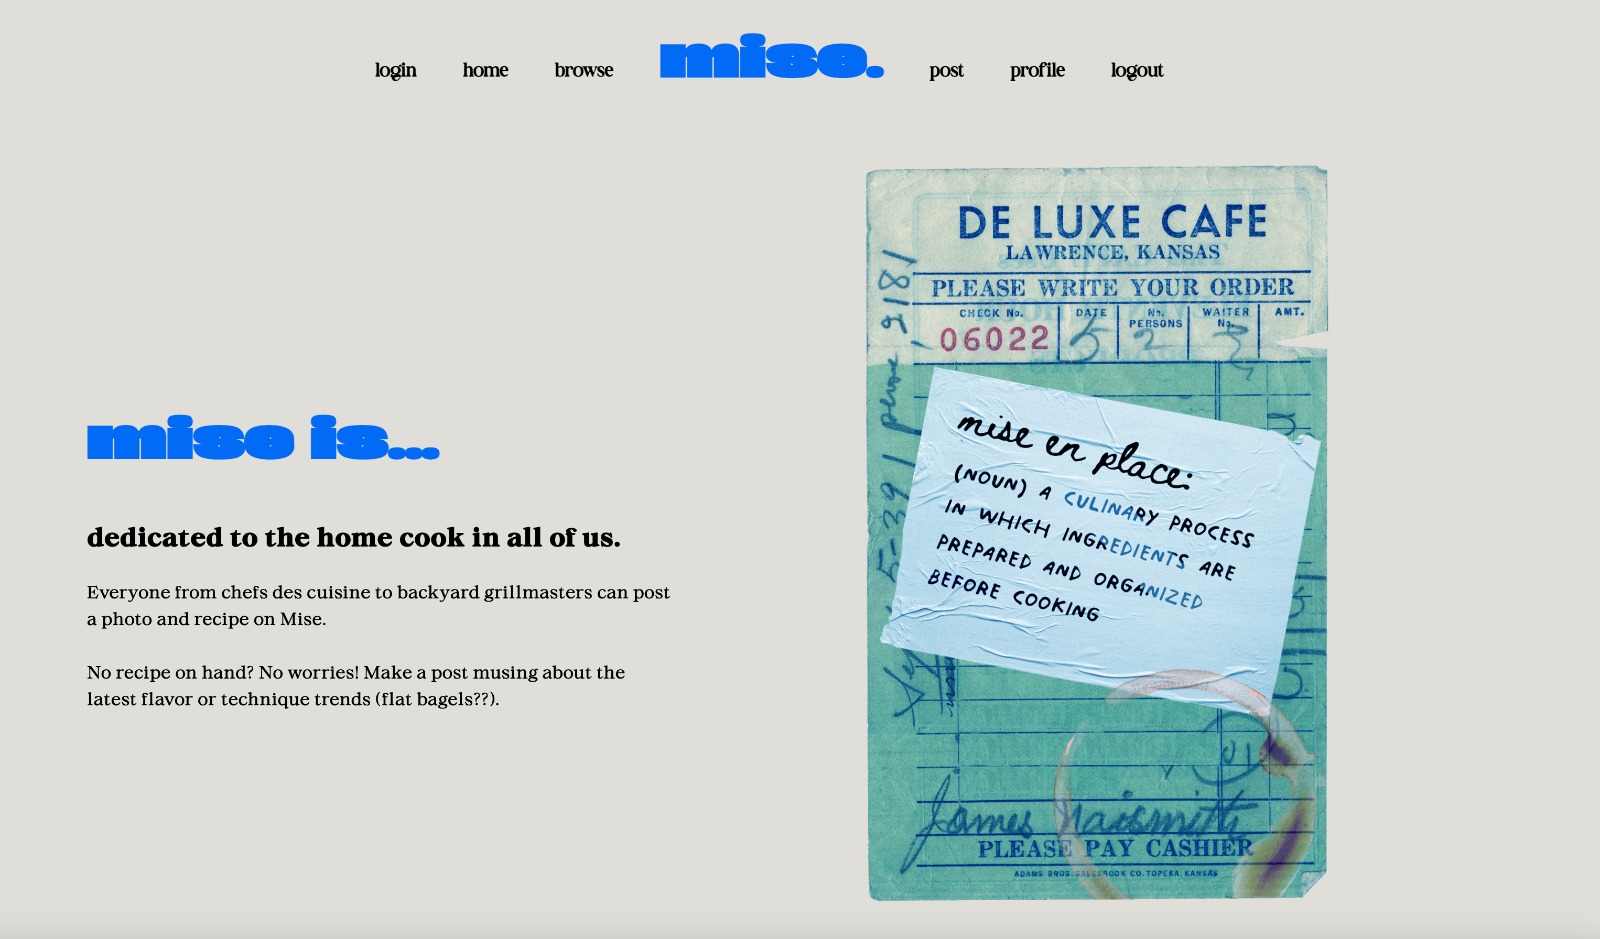 login home browse mise. post profile logout
mise is...
dedicated to the home cook in all of us.
Everyone from chefs des cuisine to backyard grillmasters can post
a photo and recipe on Mise.
No recipe on hand? No worries! Make a post musing about the
latest flavor or technique trends (flat bagels??).
DE LUXE CAFE
LAWRENCE, KANSAS
PLEASE WRITE YOUR ORDER
CHECK No. DATE No. PERSONS WAITER No. AMT.
06022 5 2
mise en place:
(NOUN) A CULINARY PROCESS
IN WHICH INGREDIENTS ARE
PREPARED AND ORGANIZED
BEFORE COOKING
James Naismith
PLEASE PAY CASHIER
ADAMS BROS. SALESBOOK CO. TOPEKA, KANSAS